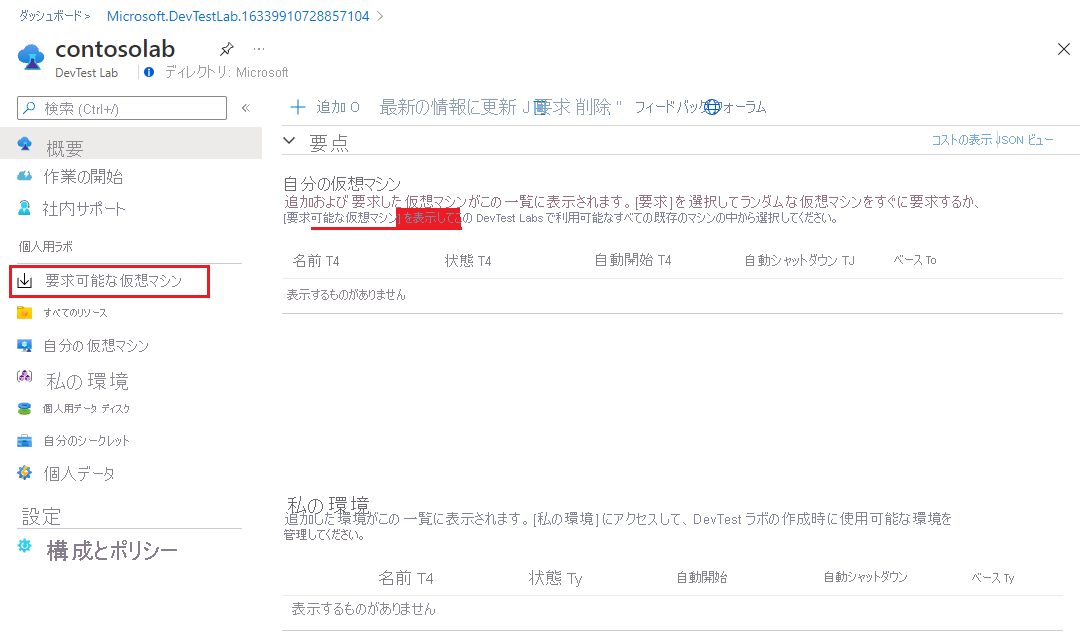 ダッシュボード > Microsoft.DevTestLab.16339910728857104 >
contosolab ...
DevTest Lab ディレクトリ: Microsoft
検索 (Ctrl+/) «
+ 追加 O 最新の情報に更新 J 要求 削除 " フィードバック フォーラム
概要
作業の開始
社内サポート
個人用ラボ
要求可能な仮想マシン
すべてのリソース
自分の仮想マシン
私の環境
個人用データ ディスク
自分のシークレット
個人データ
設定
構成とポリシー
要点 コストの表示 JSON ビュー
自分の仮想マシン
追加および要求した仮想マシンがこの一覧に表示されます。[要求] を選択してランダムな仮想マシンをすぐに要求するか、
[要求可能な仮想マシン] を表示してこの DevTest Labs で利用可能なすべての既存のマシンの中から選択してください。
名前 T4 状態 T4 自動開始 T4 自動シャットダウン TJ ベース To
表示するものがありません
私の環境
追加した環境がこの一覧に表示されます。[私の環境] にアクセスして、DevTest ラボの作成時に使用可能な環境を
管理してください。
名前 T4 状態 Ty 自動開始 自動シャットダウン ベース Ty
表示するものがありません